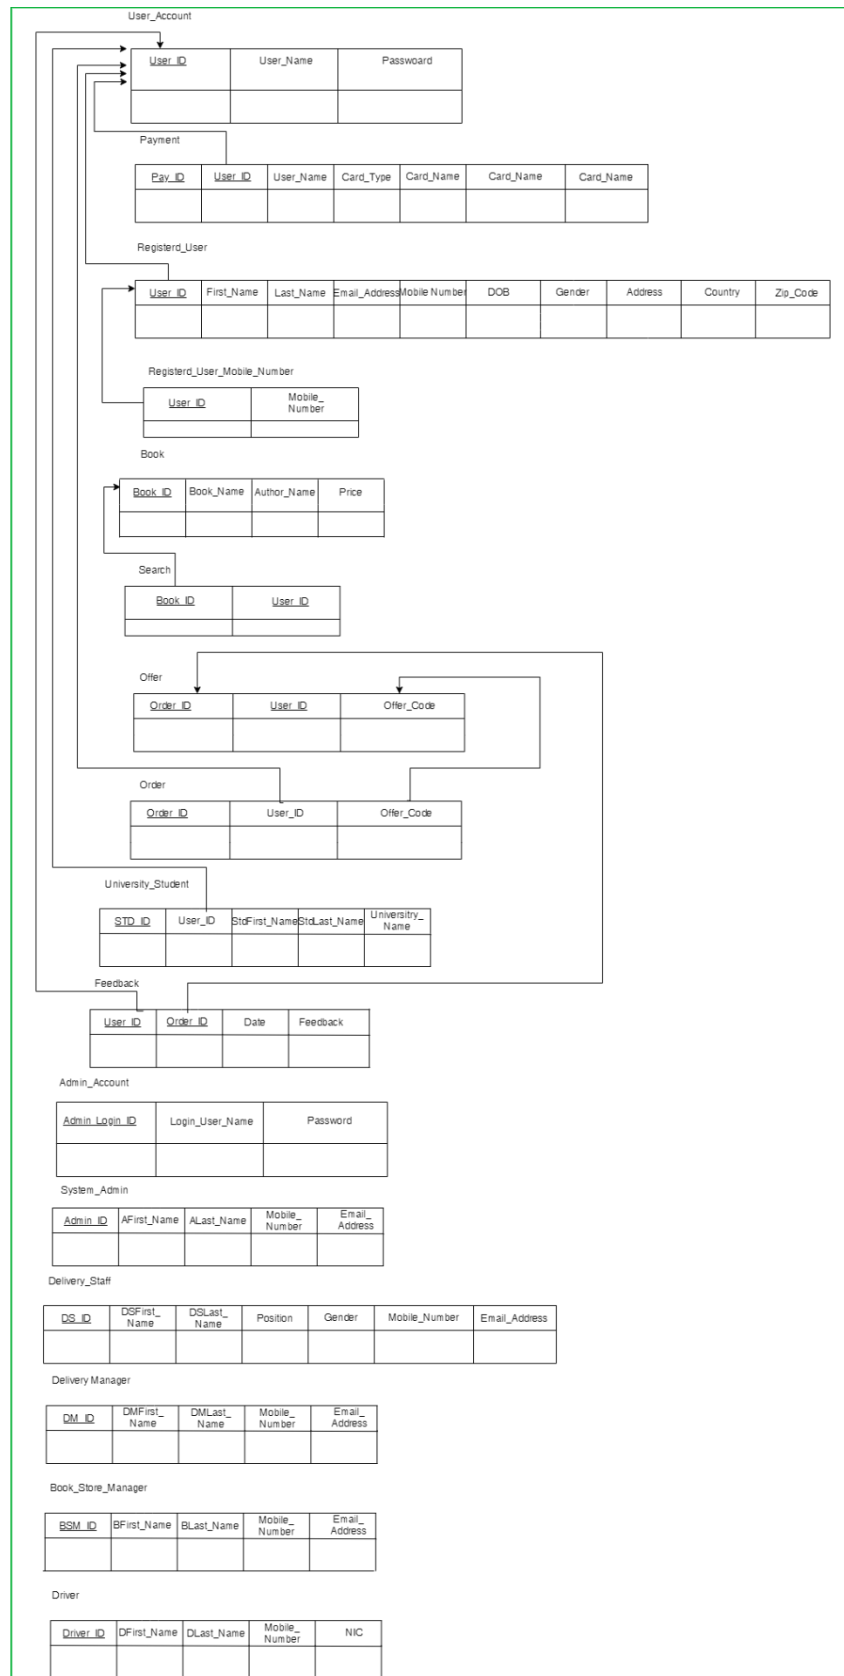 User_Account
User_ID User_Name Passwoard
Payment
Pay_ID User_ID User_Name Card_Type Card_Name Card_Name Card_Name
Registerd_User
User_ID First_Name Last_Name Email_Address Mobile Number DOB Gender Address Country Zip_Code
Registerd_User_Mobile_Number
User_ID Mobile_
Number
Book
Book_ID Book_Name Author_Name Price
Search
Book_ID User_ID
Offer
Order_ID User_ID Offer_Code
Order
Order_ID User_ID Offer_Code
University_Student
STD_ID User_ID StdFirst_Name StdLast_Name Universitry_
Name
Feedback
User_ID Order_ID Date Feedback
Admin_Account
Admin_Login_ID Login_User_Name Password
System_Admin
Admin_ID AFirst_Name ALast_Name Mobile_
Number Email_
Address
Delivery_Staff
DS_ID DSFirst_
Name DSLast_
Name Position Gender Mobile_Number Email_Address
Delivery Manager
DM_ID DMFirst_
Name DMLast_
Name Mobile_
Number Email_
Address
Book_Store_Manager
BSM_ID BFirst_Name BLast_Name Mobile_
Number Email_
Address
Driver
Driver_ID DFirst_Name DLast_Name Mobile_
Number NIC